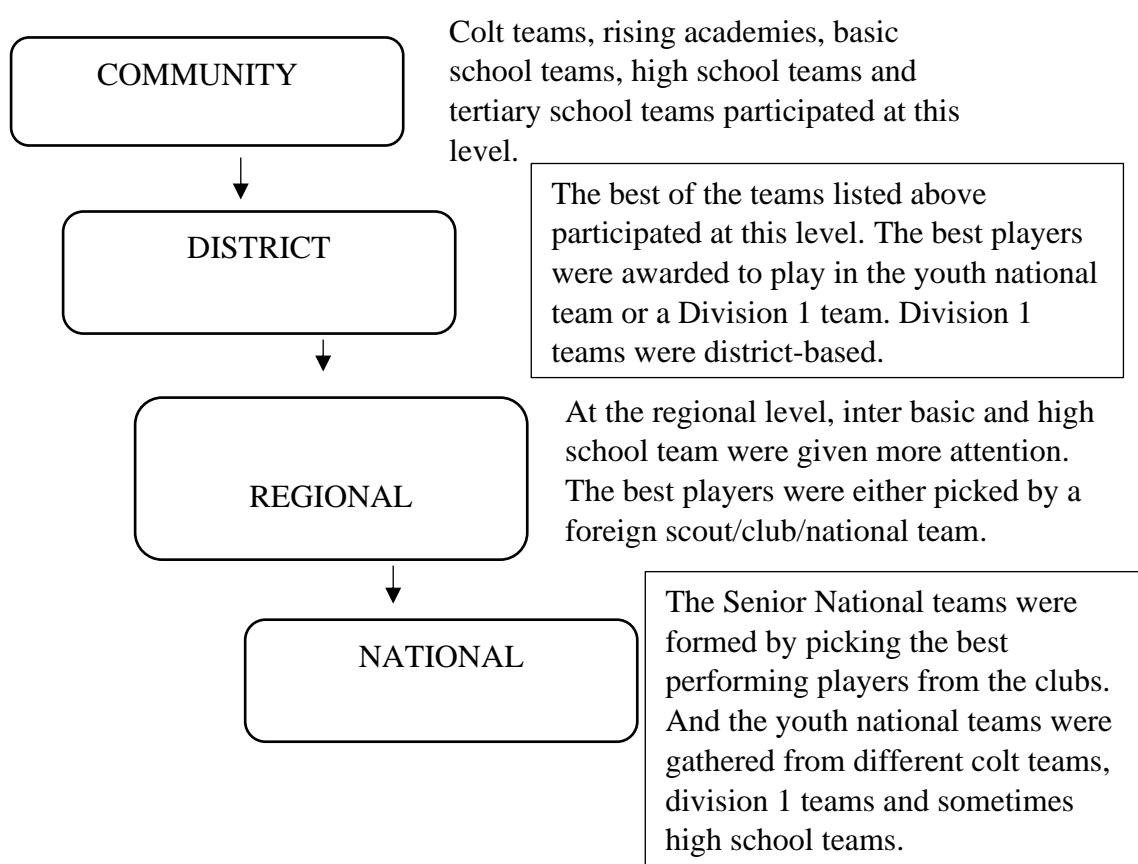 COMMUNITY
Colt teams, rising academies, basic
school teams, high school teams and
tertiary school teams participated at this
level.
DISTRICT
The best of the teams listed above
participated at this level. The best players
were awarded to play in the youth national
team or a Division 1 team. Division 1
teams were district-based.
REGIONAL
At the regional level, inter basic and high
school team were given more attention.
The best players were either picked by a
foreign scout/club/national team.
NATIONAL
The Senior National teams were
formed by picking the best
performing players from the clubs.
And the youth national teams were
gathered from different colt teams,
division 1 teams and sometimes
high school teams.